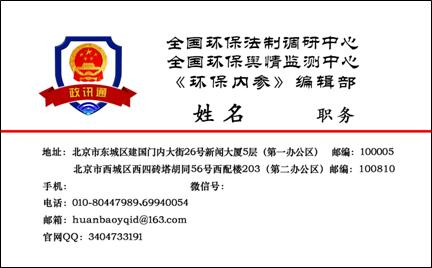 全国环保法制调研中心
全国环保舆情监测中心
《环保内参》编辑部
政讯通
姓名 职务
地址：北京市东城区建国门内大街26号新闻大厦5层（第一办公区） 邮编：100005
北京市西城区西四砖塔胡同56号西配楼203（第二办公区）邮编：100810
手机： 微信号：
电话：010-80447989、69940054
邮箱：huanbaoyqid@163.com
官网QQ：3404733191